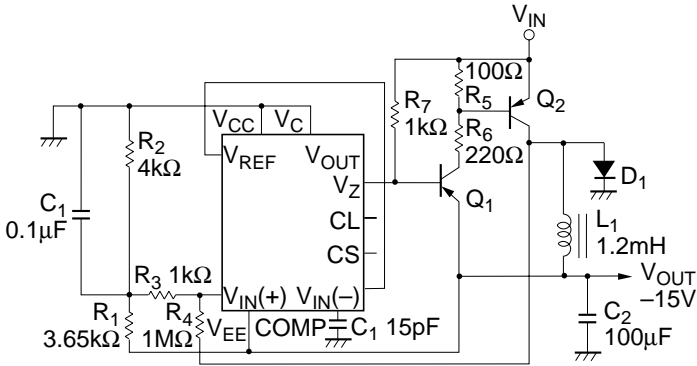 V_IN
100Ω
R5
R7
1kΩ
Q2
R6
220Ω
VCC
VC
R2
4kΩ
VREF
VOUT
VZ
Q1
D1
C1
0.1μF
CL
CS
L1
1.2mH
R3 1kΩ
VIN(+)
VIN(–)
VOUT
–15V
R1
3.65kΩ
R4
1MΩ
VEE
COMP
C1 15pF
C2
100μF